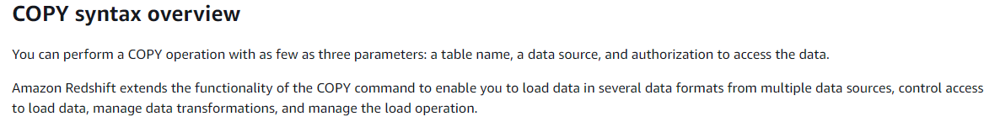 COPY syntax overview
You can perform a COPY operation with as few as three parameters: a table name, a data source, and authorization to access the data.
Amazon Redshift extends the functionality of the COPY command to enable you to load data in several data formats from multiple data sources, control access
to load data, manage data transformations, and manage the load operation.